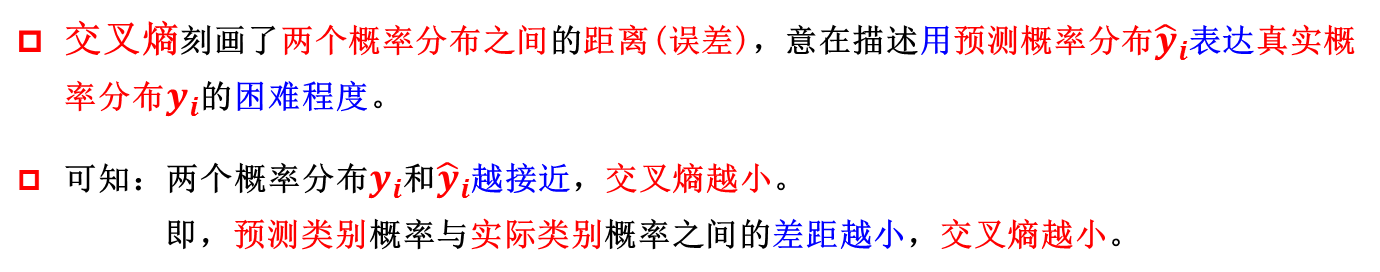 交叉熵刻画了两个概率分布之间的距离(误差)，意在描述用预测概率分布ŷᵢ表达真实概
率分布yᵢ的困难程度。
可知：两个概率分布yᵢ和ŷᵢ越接近，交叉熵越小。
即，预测类别概率与实际类别概率之间的差距越小，交叉熵越小。